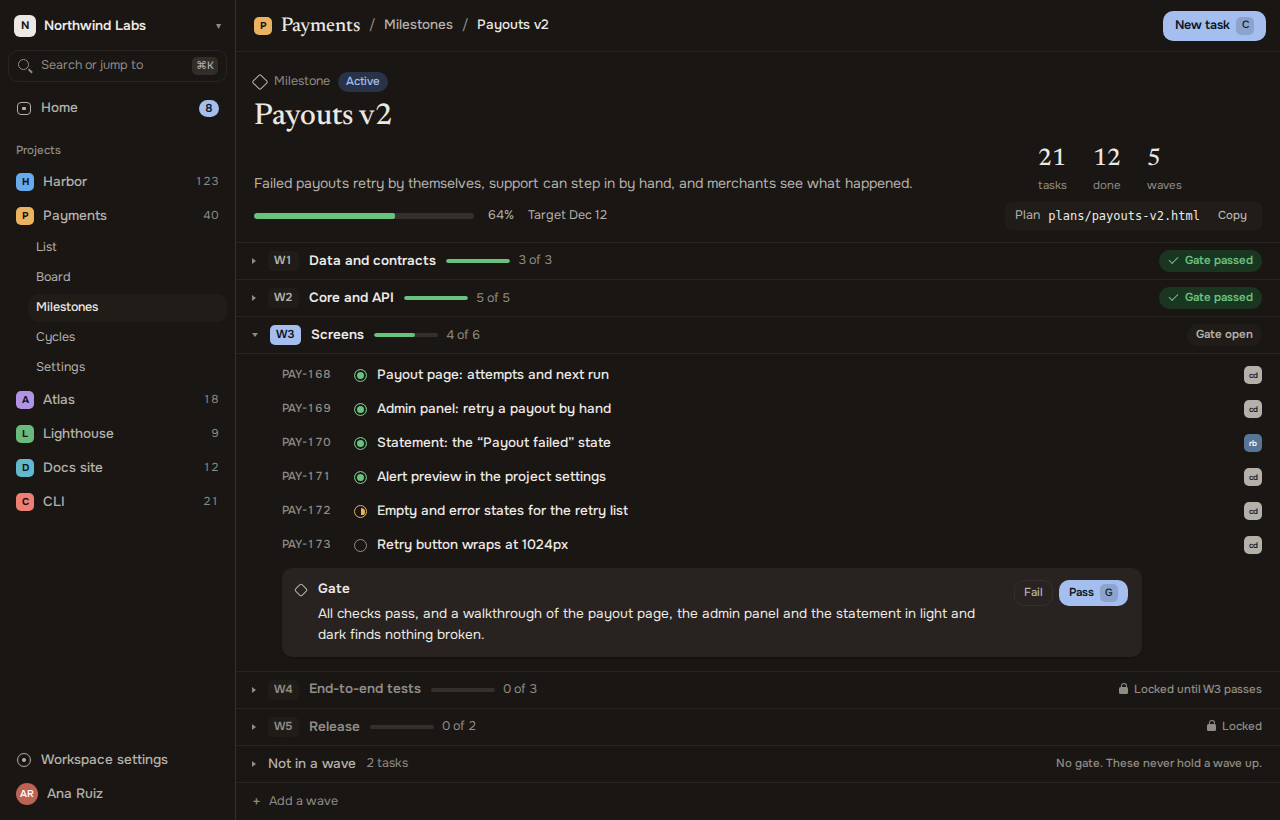 N Northwind Labs
Search or jump to ⌘K
Home 8
Projects
H Harbor 123
P Payments 40
List
Board
Milestones
Cycles
Settings
A Atlas 18
L Lighthouse 9
D Docs site 12
C CLI 21
Workspace settings
AR Ana Ruiz
P Payments / Milestones / Payouts v2
New task C
Milestone Active
Payouts v2
21 12 5
tasks done waves
Failed payouts retry by themselves, support can step in by hand, and merchants see what happened.
64% Target Dec 12
Plan plans/payouts-v2.html Copy
W1 Data and contracts 3 of 3 Gate passed
W2 Core and API 5 of 5 Gate passed
W3 Screens 4 of 6 Gate open
PAY-168 Payout page: attempts and next run cd
PAY-169 Admin panel: retry a payout by hand cd
PAY-170 Statement: the “Payout failed” state rb
PAY-171 Alert preview in the project settings cd
PAY-172 Empty and error states for the retry list cd
PAY-173 Retry button wraps at 1024px cd
Gate
Fail Pass G
All checks pass, and a walkthrough of the payout page, the admin panel and the statement in light and
dark finds nothing broken.
W4 End-to-end tests 0 of 3 Locked until W3 passes
W5 Release 0 of 2 Locked
Not in a wave 2 tasks No gate. These never hold a wave up.
+ Add a wave